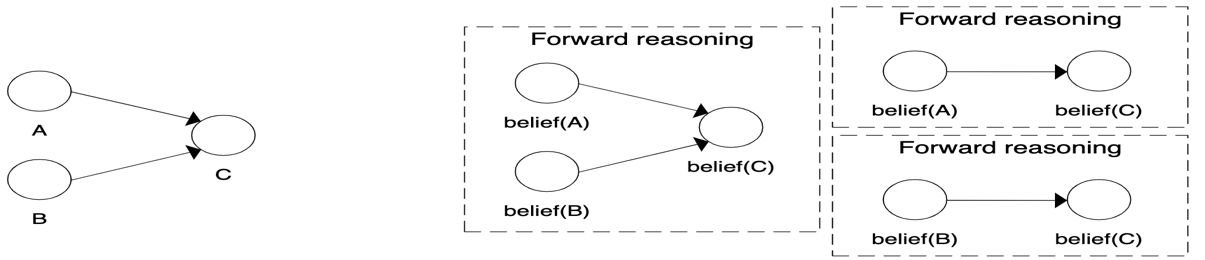 A
B
C
Forward reasoning
belief(A)
belief(B)
belief(C)
Forward reasoning
belief(A) belief(C)
Forward reasoning
belief(B) belief(C)